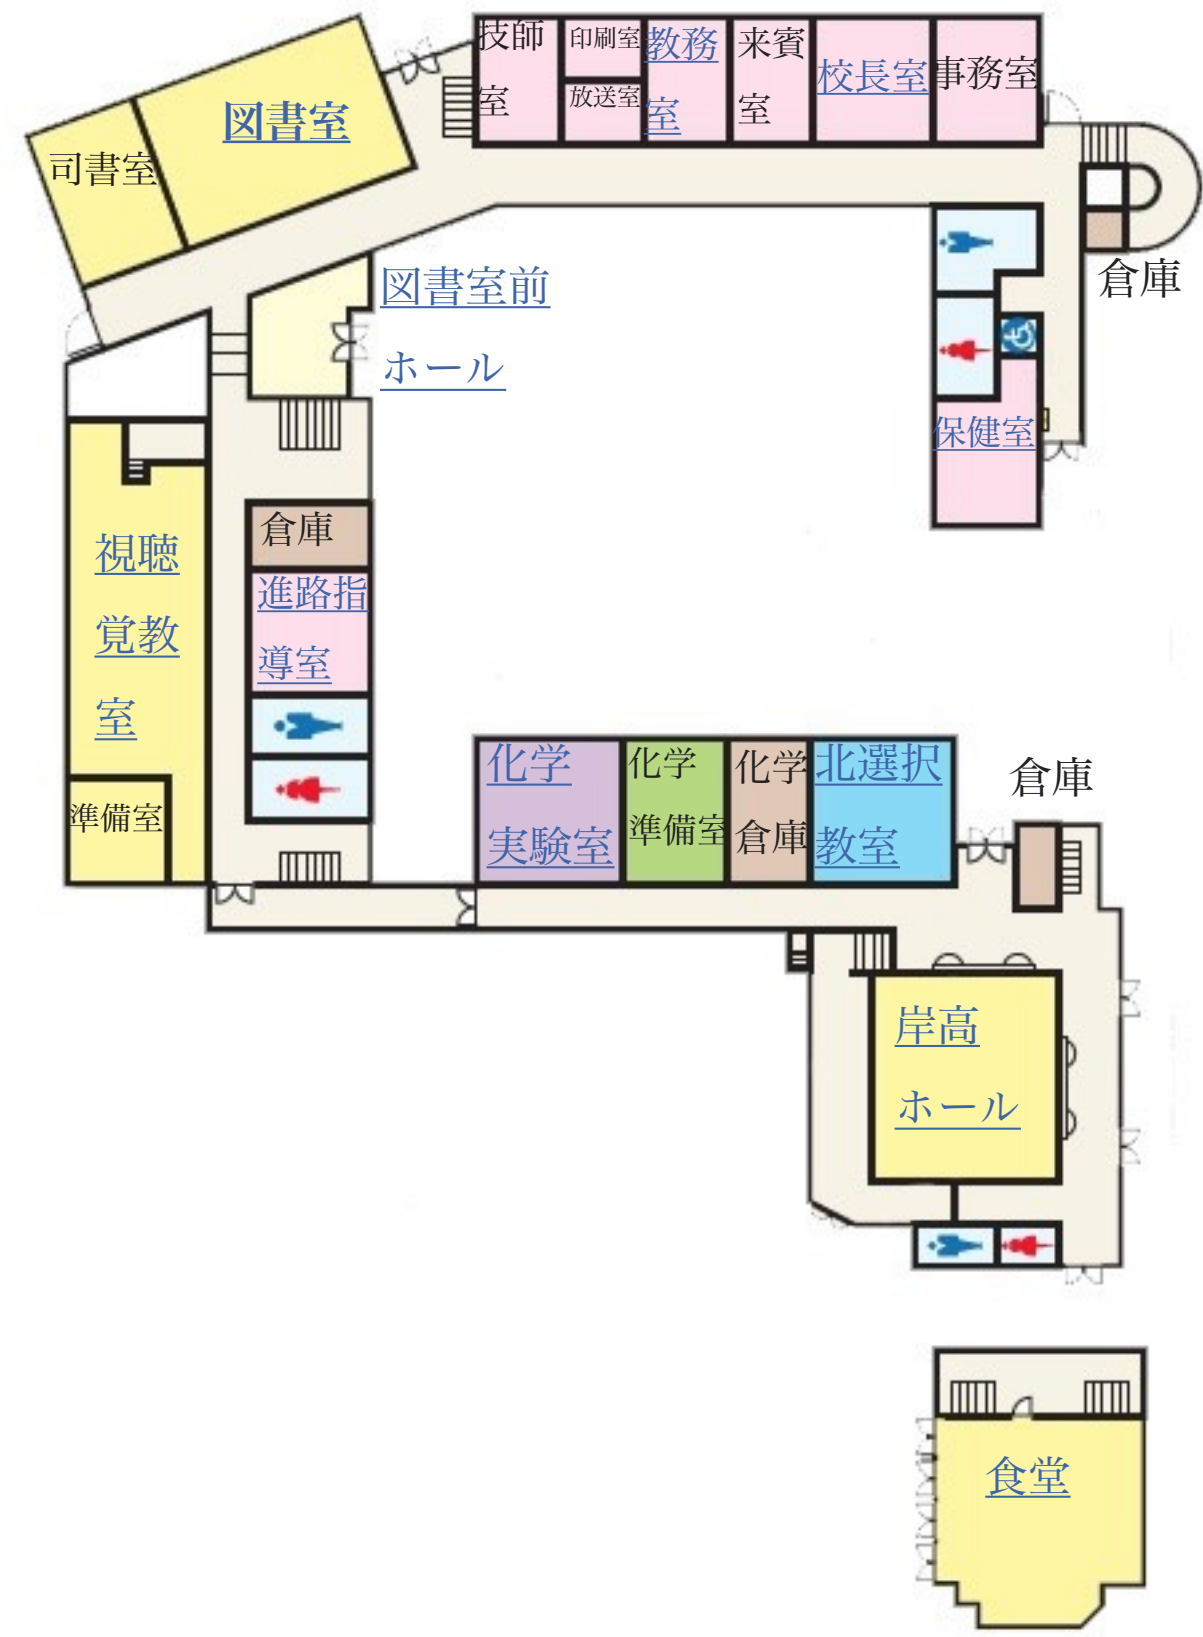 技師
室
印刷室
放送室
教務
室
来賓
室
校長室
事務室
図書室
司書室
倉庫
図書室前
ホール
保健室
倉庫
進路指
導室
視聴
覚教
室
準備室
化学
実験室
化学
準備室
化学
倉庫
北選択
教室
倉庫
岸高
ホール
食堂